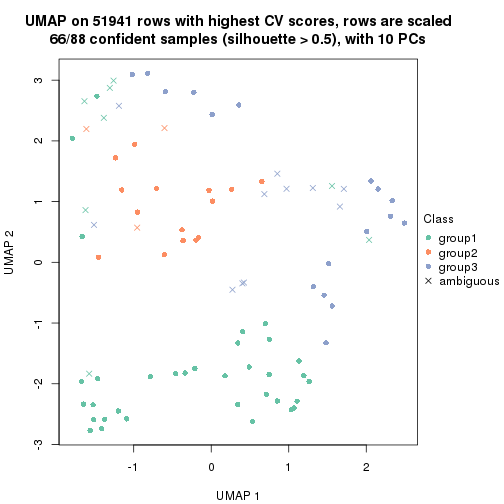 UMAP on 51941 rows with highest CV scores, rows are scaled
66/88 confident samples (silhouette > 0.5), with 10 PCs
3
2
1
0
-1
-2
-3
UMAP 2
-1
0
1
2
UMAP 1
Class
group1
group2
group3
ambiguous